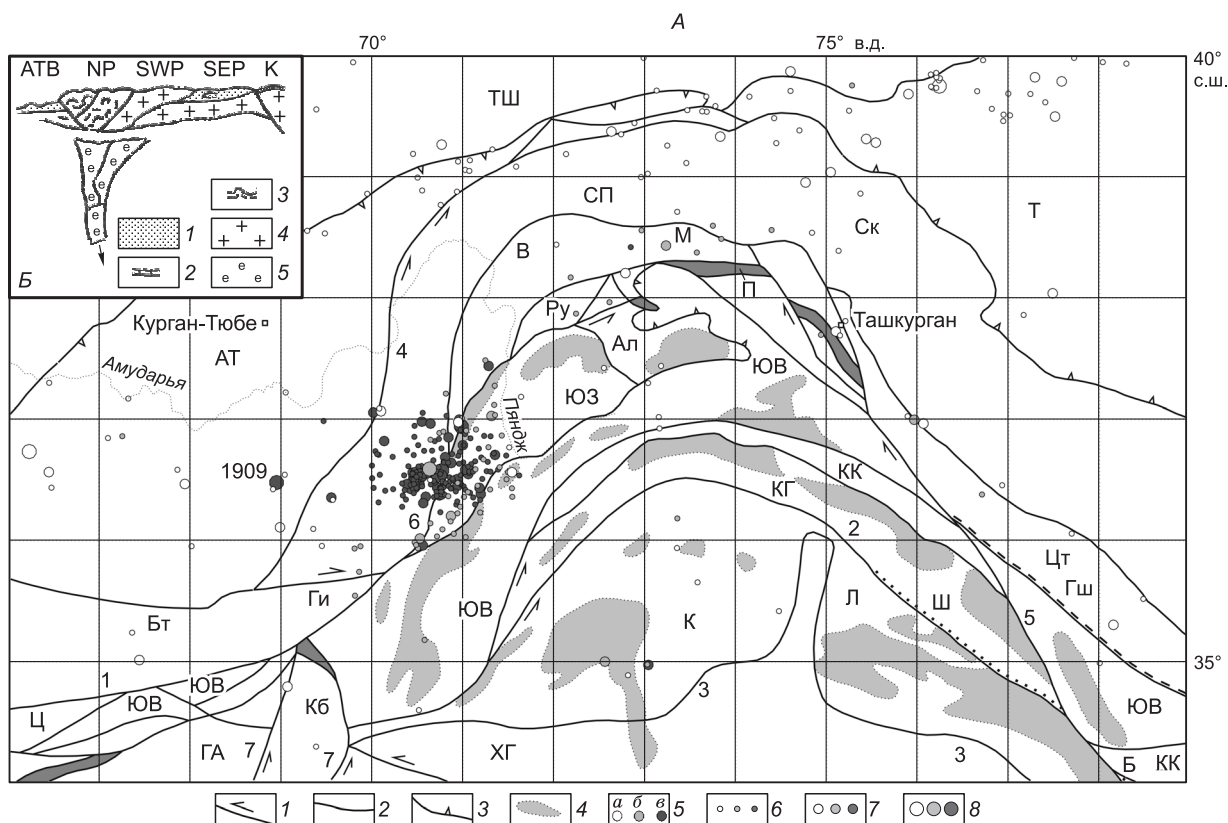 А
70°
75° в.д.
40°
с.ш.
ATB NP SWP SEP K
3
1
4
2
5
Б
ТШ
СП
Т
Ск
В
М
П
Курган-Тюбе
Ру
Ташкурган
АТ
4
Ал
ЮВ
Амударья
ЮЗ
Пяндж
1909
КК
КГ
6
2
Цт
Гш
Ги
Л
Ш
Бт
ЮВ
К
5
35°
1
ЮВ
3
Ц
ЮВ
Кб
ЮВ
ГА
7
7
ХГ
3
Б
КК
1
2
3
4
а б в
5
6
7
8